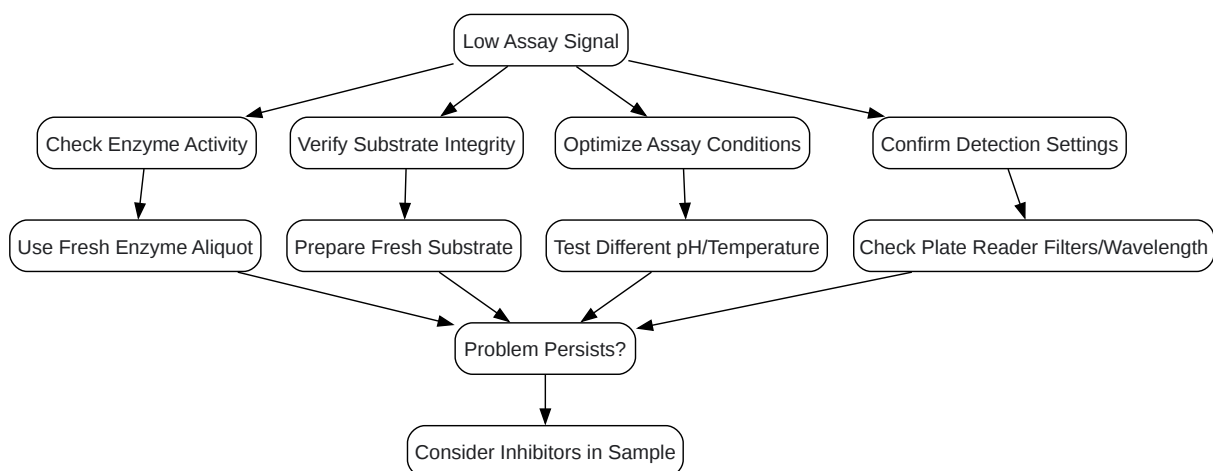 Low Assay Signal
Check Enzyme Activity
Verify Substrate Integrity
Optimize Assay Conditions
Confirm Detection Settings
Use Fresh Enzyme Aliquot
Prepare Fresh Substrate
Test Different pH/Temperature
Check Plate Reader Filters/Wavelength
Problem Persists?
Consider Inhibitors in Sample